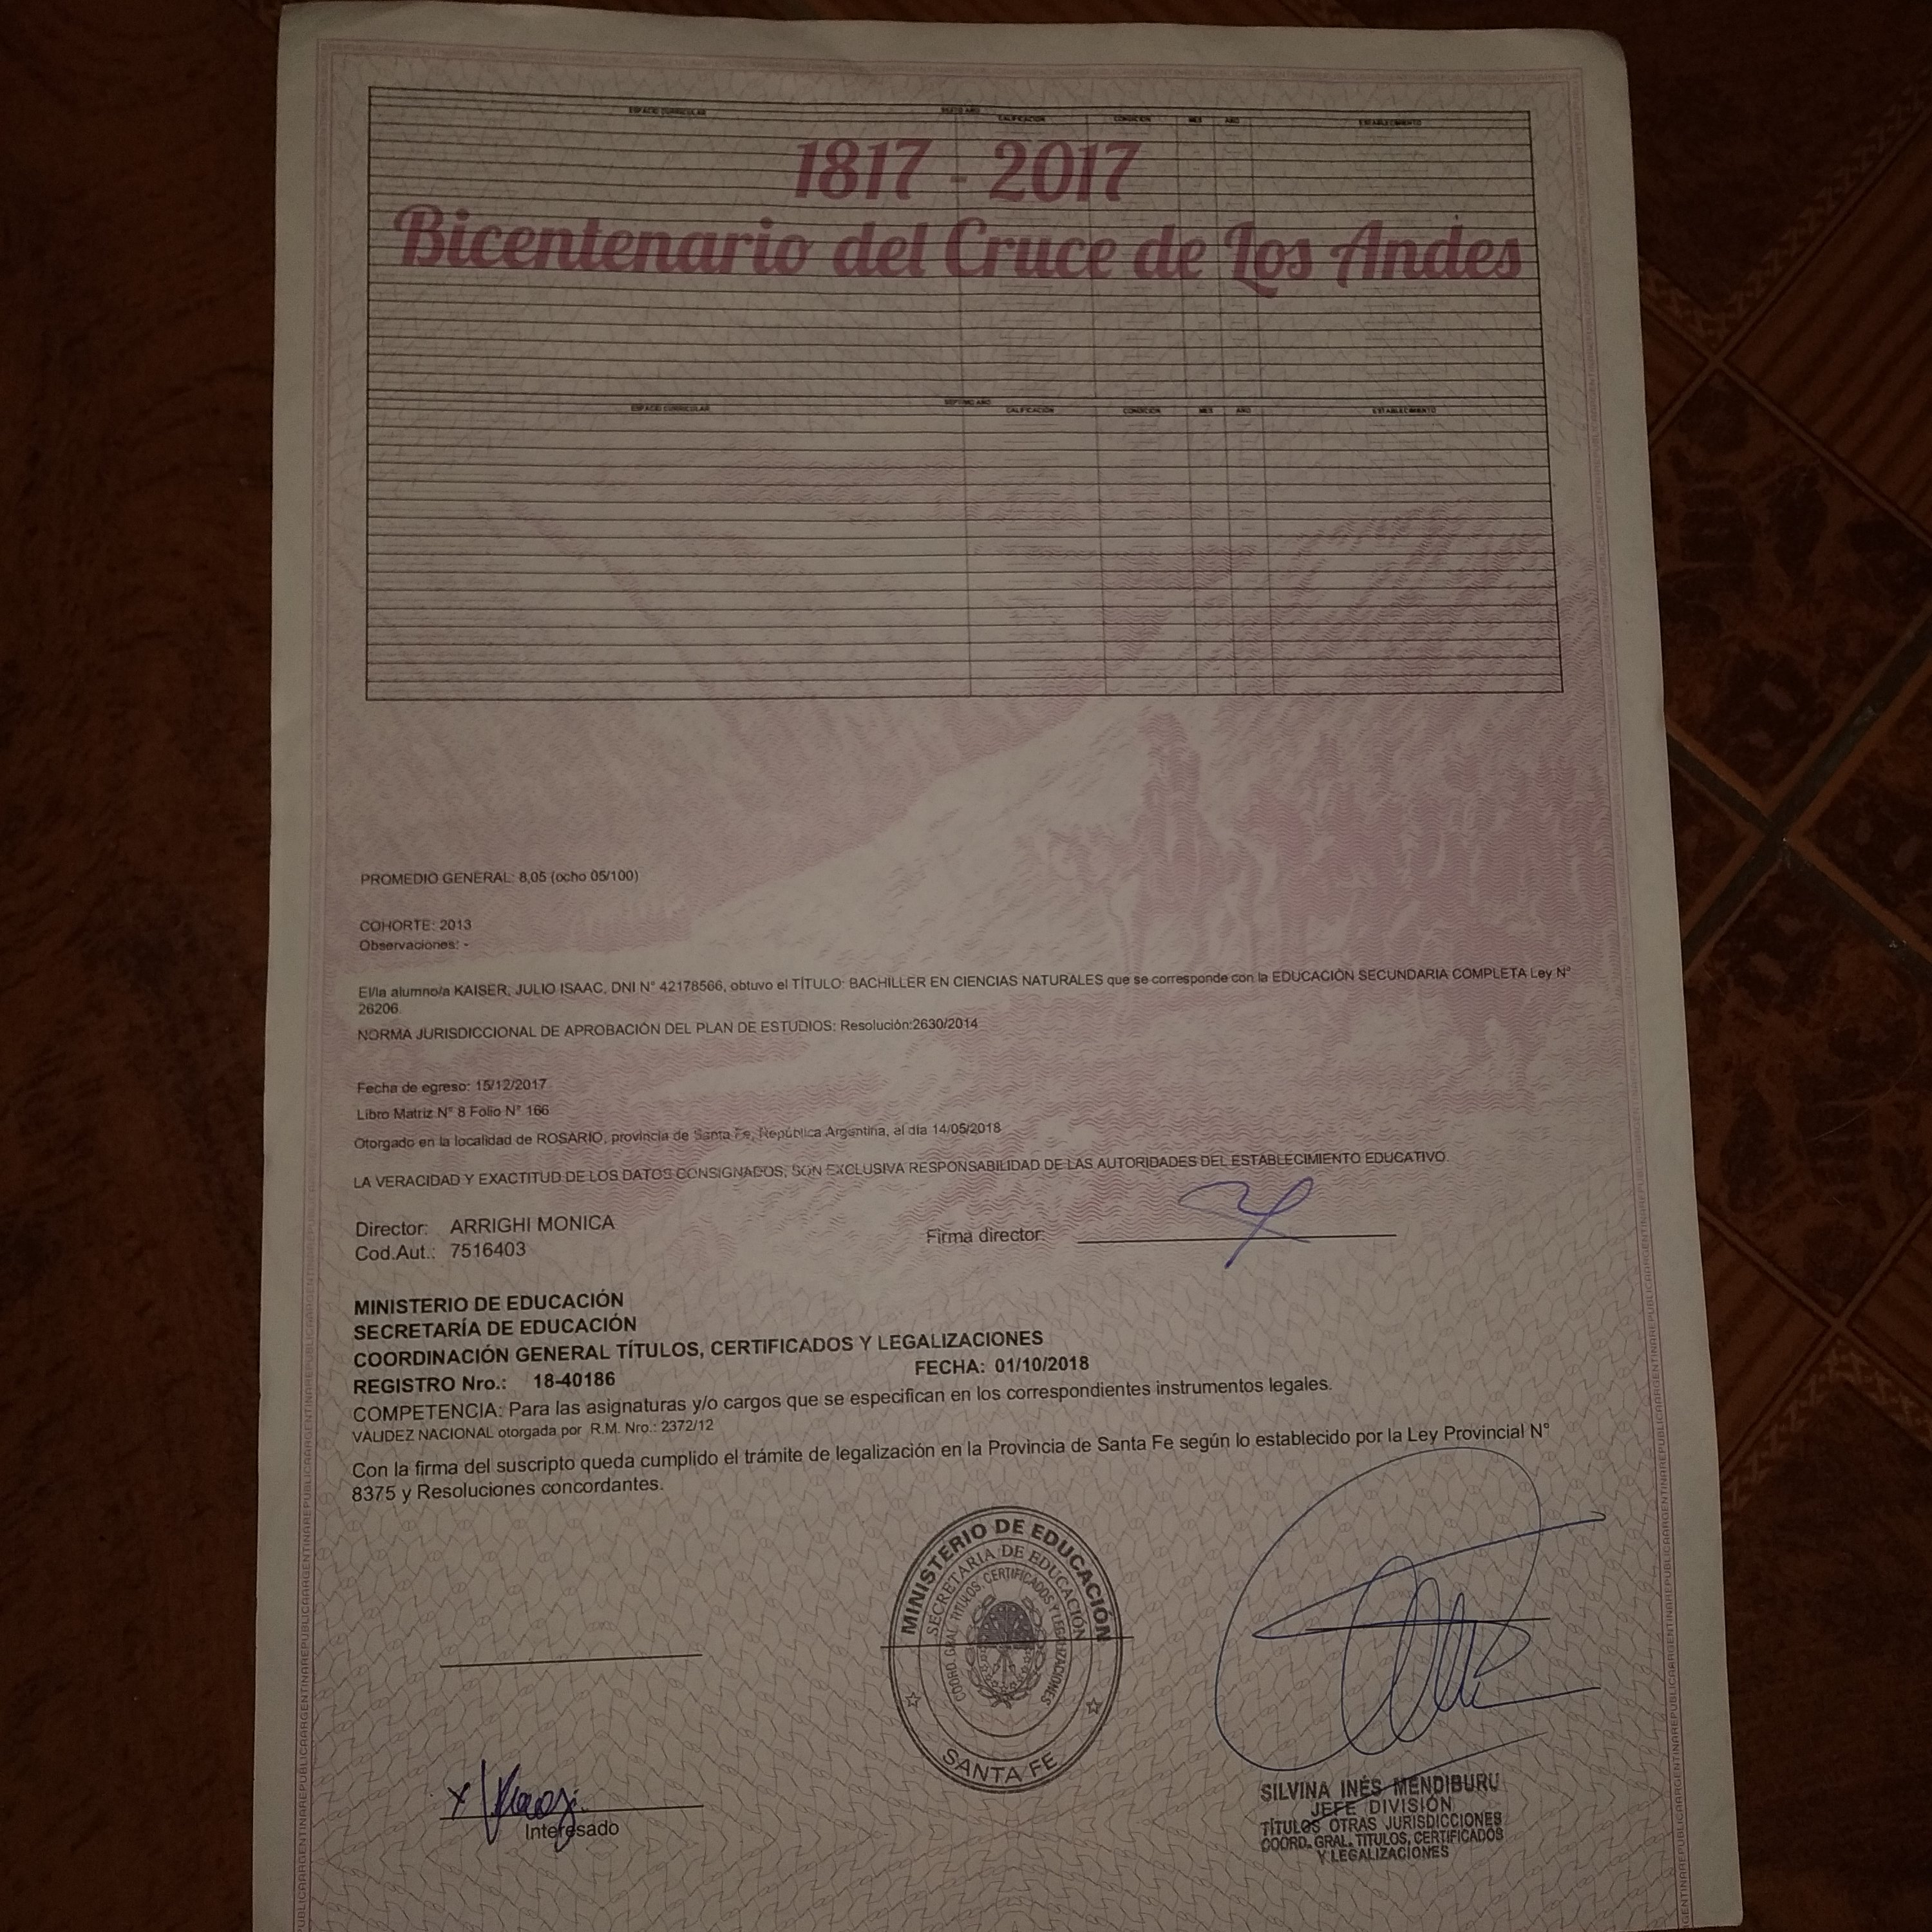 SEXTO AÑO
ESPACIO CURRICULAR CALIFICACIÓN CONDICIÓN MES AÑO ESTABLECIMIENTO
1817 - 2017
Bicentenario del Cruce de Los Andes
SEPTIMO AÑO
ESPACIO CURRICULAR CALIFICACIÓN CONDICIÓN MES AÑO ESTABLECIMIENTO
PROMEDIO GENERAL: 8,05 (ocho 05/100)
COHORTE: 2013
Observaciones: -
El/la alumno/a KAISER, JULIO ISAAC, DNI N° 42178566, obtuvo el TÍTULO: BACHILLER EN CIENCIAS NATURALES que se corresponde con la EDUCACIÓN SECUNDARIA COMPLETA Ley N°
26206.
NORMA JURISDICCIONAL DE APROBACIÓN DEL PLAN DE ESTUDIOS: Resolución:2630/2014
Fecha de egreso: 15/12/2017
Libro Matriz N° 8 Folio N° 166
Otorgado en la localidad de ROSARIO, provincia de Santa Fe, República Argentina, el día 14/05/2018
LA VERACIDAD Y EXACTITUD DE LOS DATOS CONSIGNADOS, SON EXCLUSIVA RESPONSABILIDAD DE LAS AUTORIDADES DEL ESTABLECIMIENTO EDUCATIVO.
Director: ARRIGHI MONICA
Firma director:
Cod.Aut.: 7516403
MINISTERIO DE EDUCACIÓN
SECRETARÍA DE EDUCACIÓN
COORDINACIÓN GENERAL TÍTULOS, CERTIFICADOS Y LEGALIZACIONES
REGISTRO Nro.: 18-40186 FECHA: 01/10/2018
COMPETENCIA: Para las asignaturas y/o cargos que se especifican en los correspondientes instrumentos legales.
VALIDEZ NACIONAL otorgada por R.M. Nro.: 2372/12
Con la firma del suscripto queda cumplido el trámite de legalización en la Provincia de Santa Fe según lo establecido por la Ley Provincial N°
8375 y Resoluciones concordantes.
MINISTERIO DE EDUCACIÓN
SECRETARIA DE EDUCACIÓN
COORD. GRAL. TITULOS, CERTIFICADOS Y LEGALIZACIONES
SANTA FE
Interesado
SILVINA INÉS MENDIBURU
JEFE DIVISIÓN
TÍTULOS OTRAS JURISDICCIONES
COORD. GRAL. TITULOS, CERTIFICADOS
Y LEGALIZACIONES